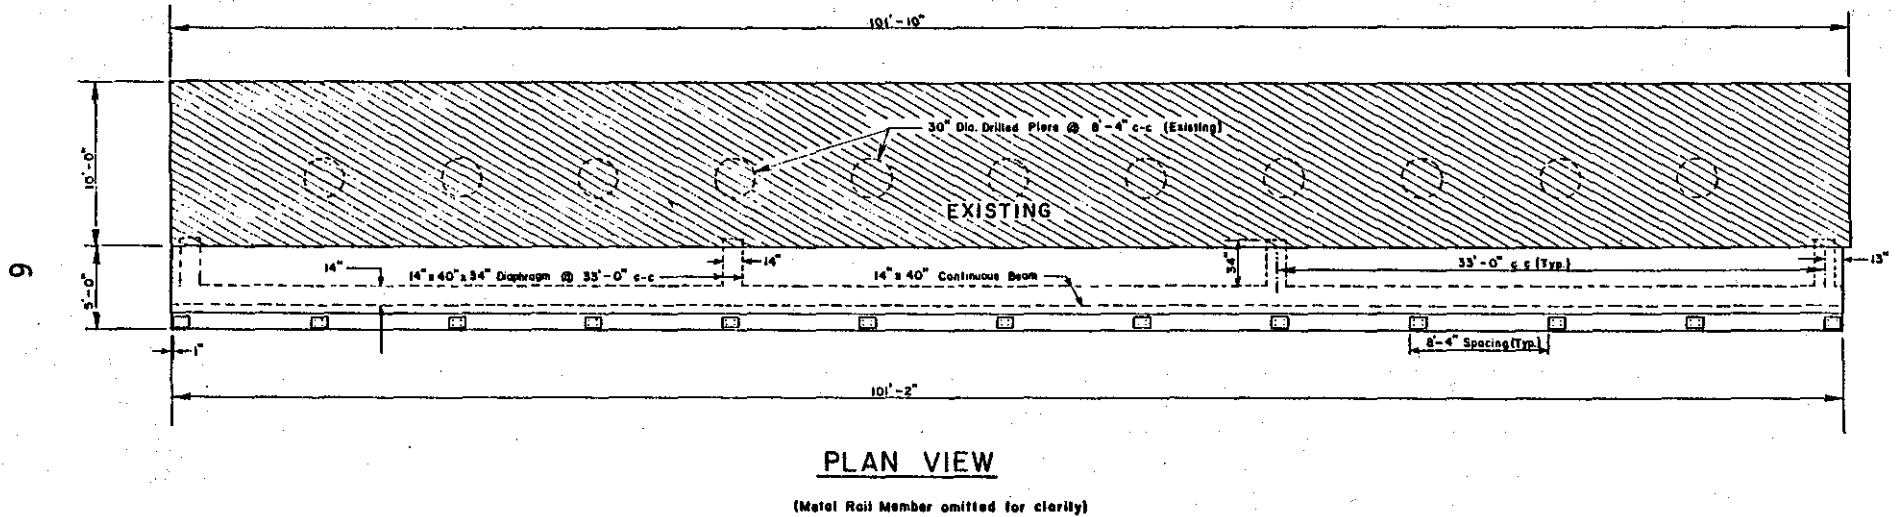 101'-10"
30" Dia. Drilled Piers @ 8'-4" c-c (Existing)
10'-0"
EXISTING
9
5'-0"
14"
14" x 40" x 34" Diaphragm @ 33'-0" c-c
14"
14" x 40" Continuous Beam
34"
33'-0" c-c (Typ.)
13"
1"
8'-4" Spacing (Typ.)
101'-2"
PLAN VIEW
(Metal Rail Member omitted for clarity)